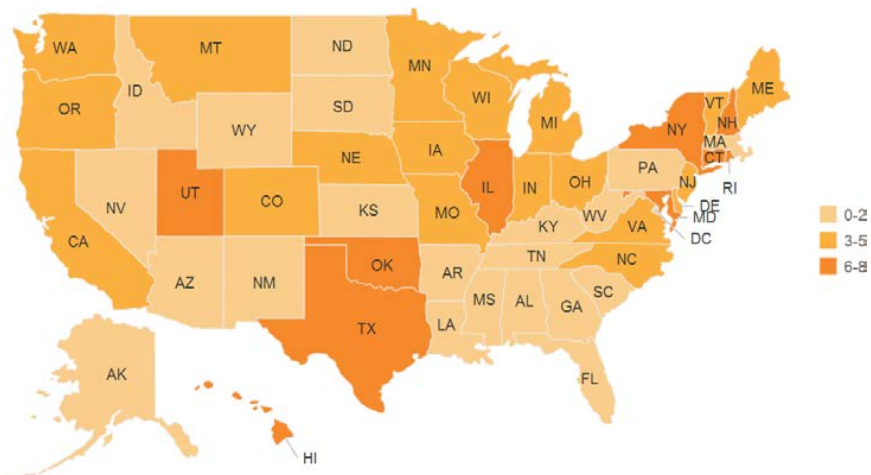 WA
MT
ND
MN
ME
VT
ID
OR
SD
WI
NH
NY
MI
MA
WY
CT
IA
PA
NE
RI
NJ
OH
IL
IN
UT
NV
CO
DE
MD
WV
VA
DC
KS
MO
KY
CA
NC
TN
OK
AR
AZ
NM
SC
MS
AL
GA
LA
TX
FL
AK
HI
0-2
3-5
6-8